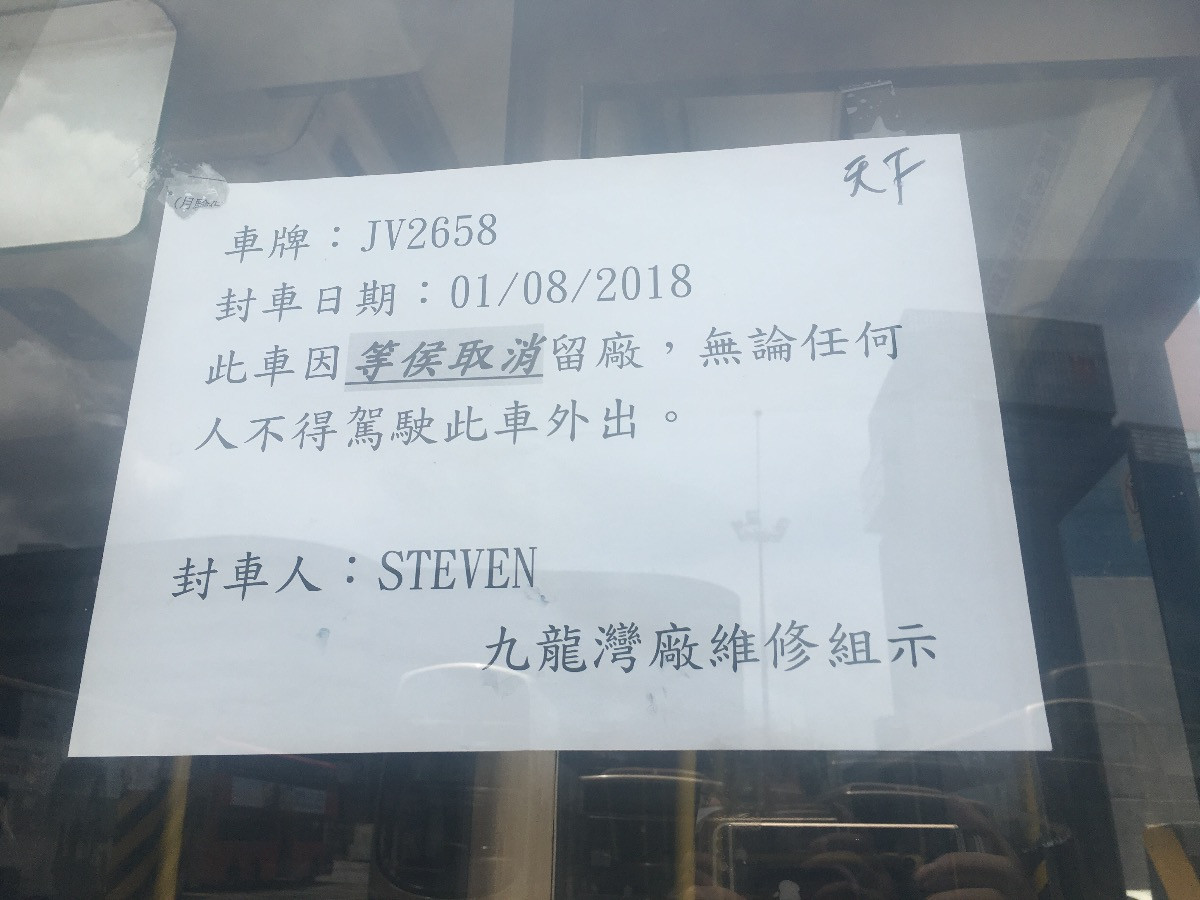 天下
車牌：JV2658
封車日期：01/08/2018
此車因 等侯取消留廠，無論任何
人不得駕駛此車外出。
封車人：STEVEN
九龍灣廠維修組示